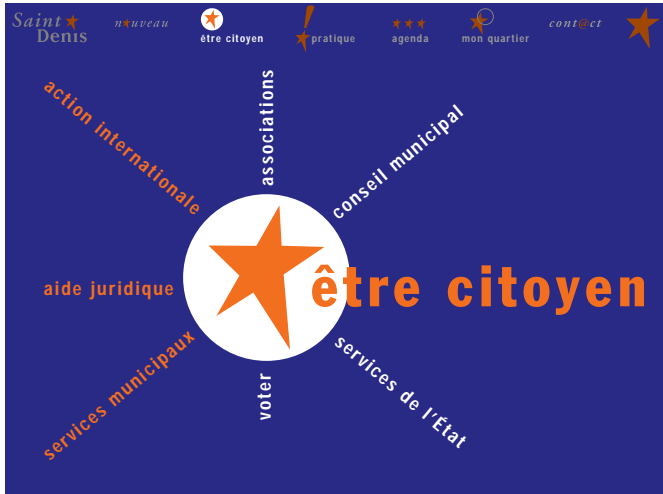 Saint
Denis
n★uveau
être citoyen
pratique
agenda
mon quartier
cont@ct
action internationale
associations
conseil municipal
aide juridique
être citoyen
services municipaux
voter
services de l'État